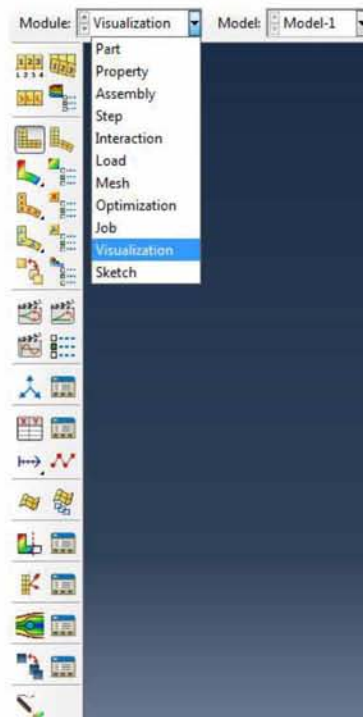 Module: Visualization Model: Model-1
Part
Property
Assembly
Step
Interaction
Load
Mesh
Optimization
Job
Visualization
Sketch